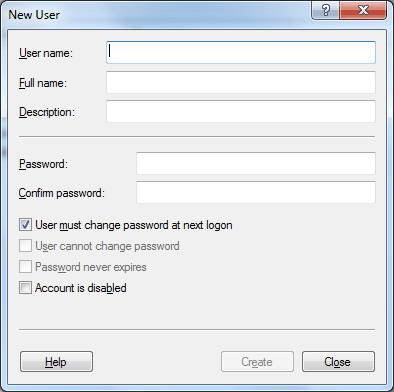 New User
User name:
Full name:
Description:
Password:
Confirm password:
User must change password at next logon
User cannot change password
Password never expires
Account is disabled
Help Create Close